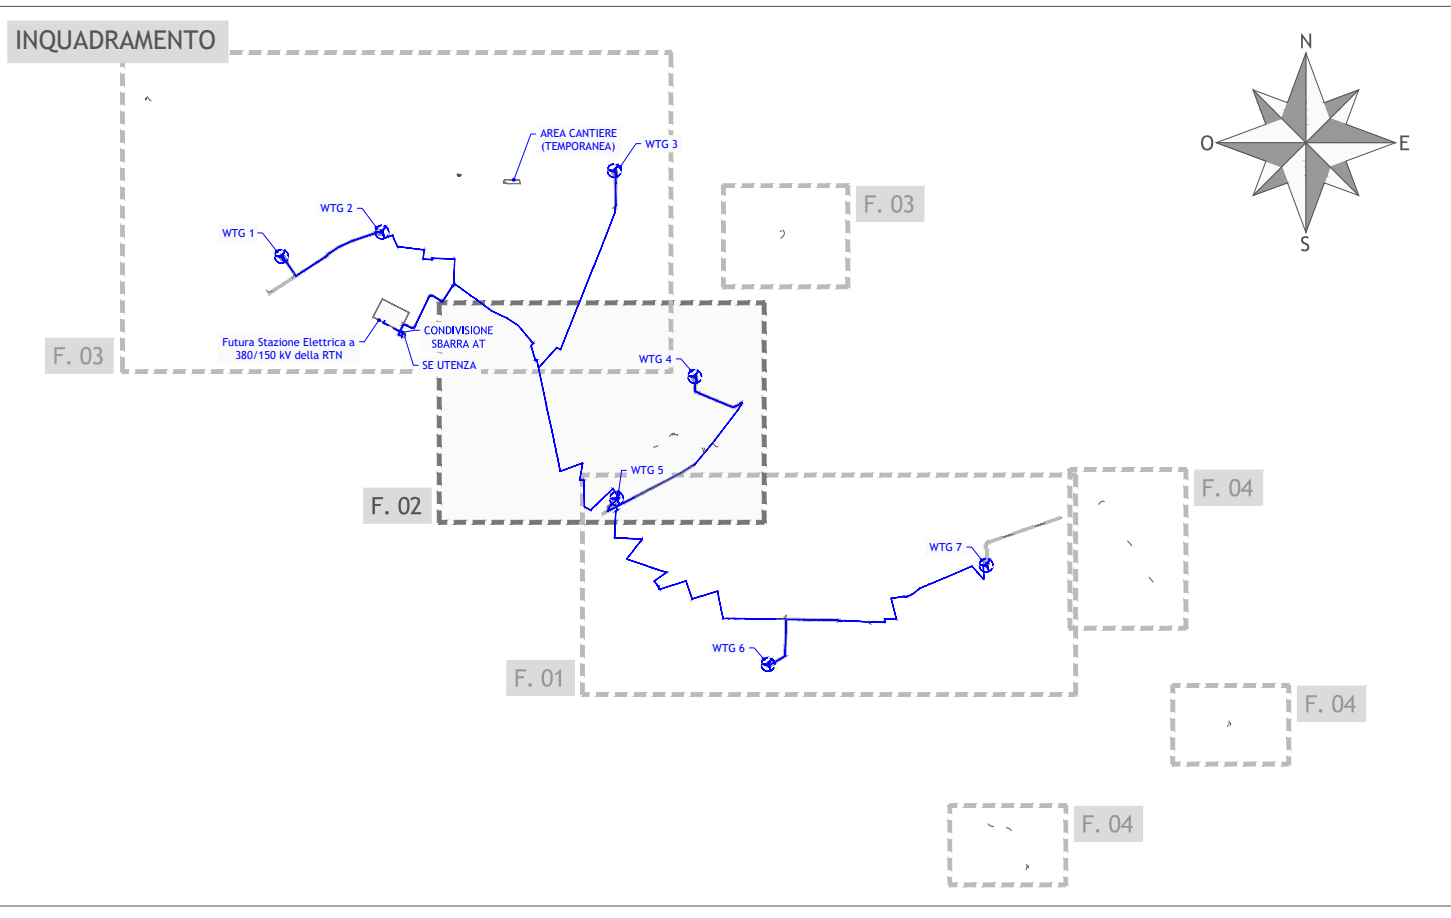 INQUADRAMENTO
N
O
E
S
AREA CANTIERE
(TEMPORANEA)
WTG 3
WTG 2
WTG 1
F. 03
Futura Stazione Elettrica a
380/150 kV della RTN
CONDIVISIONE
SBARRA AT
SE UTENZA
F. 03
WTG 4
WTG 5
F. 02
F. 04
WTG 7
WTG 6
F. 01
F. 04
F. 04